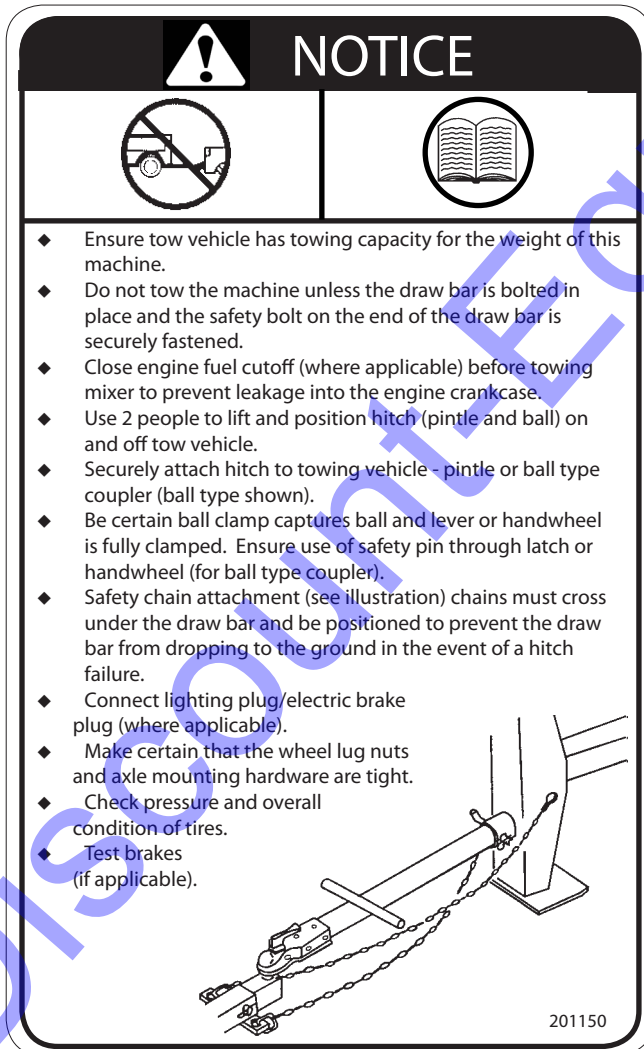 NOTICE
◆ Ensure tow vehicle has towing capacity for the weight of this
machine.
◆ Do not tow the machine unless the draw bar is bolted in
place and the safety bolt on the end of the draw bar is
securely fastened.
◆ Close engine fuel cutoff (where applicable) before towing
mixer to prevent leakage into the engine crankcase.
◆ Use 2 people to lift and position hitch (pintle and ball) on
and off tow vehicle.
◆ Securely attach hitch to towing vehicle - pintle or ball type
coupler (ball type shown).
◆ Be certain ball clamp captures ball and lever or handwheel
is fully clamped. Ensure use of safety pin through latch or
handwheel (for ball type coupler).
◆ Safety chain attachment (see illustration) chains must cross
under the draw bar and be positioned to prevent the draw
bar from dropping to the ground in the event of a hitch
failure.
◆ Connect lighting plug/electric brake
plug (where applicable).
◆ Make certain that the wheel lug nuts
and axle mounting hardware are tight.
◆ Check pressure and overall
condition of tires.
◆ Test brakes
(if applicable).
201150
Discount-Eq